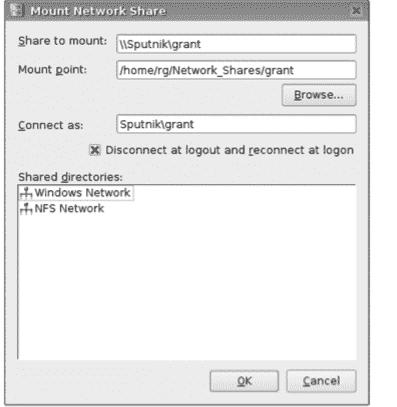 Mount Network Share
Share to mount: \\Sputnik\grant
Mount point: /home/rg/Network_Shares/grant
Browse...
Connect as: Sputnik\grant
Disconnect at logout and reconnect at logon
Shared directories:
Windows Network
NFS Network
OK Cancel